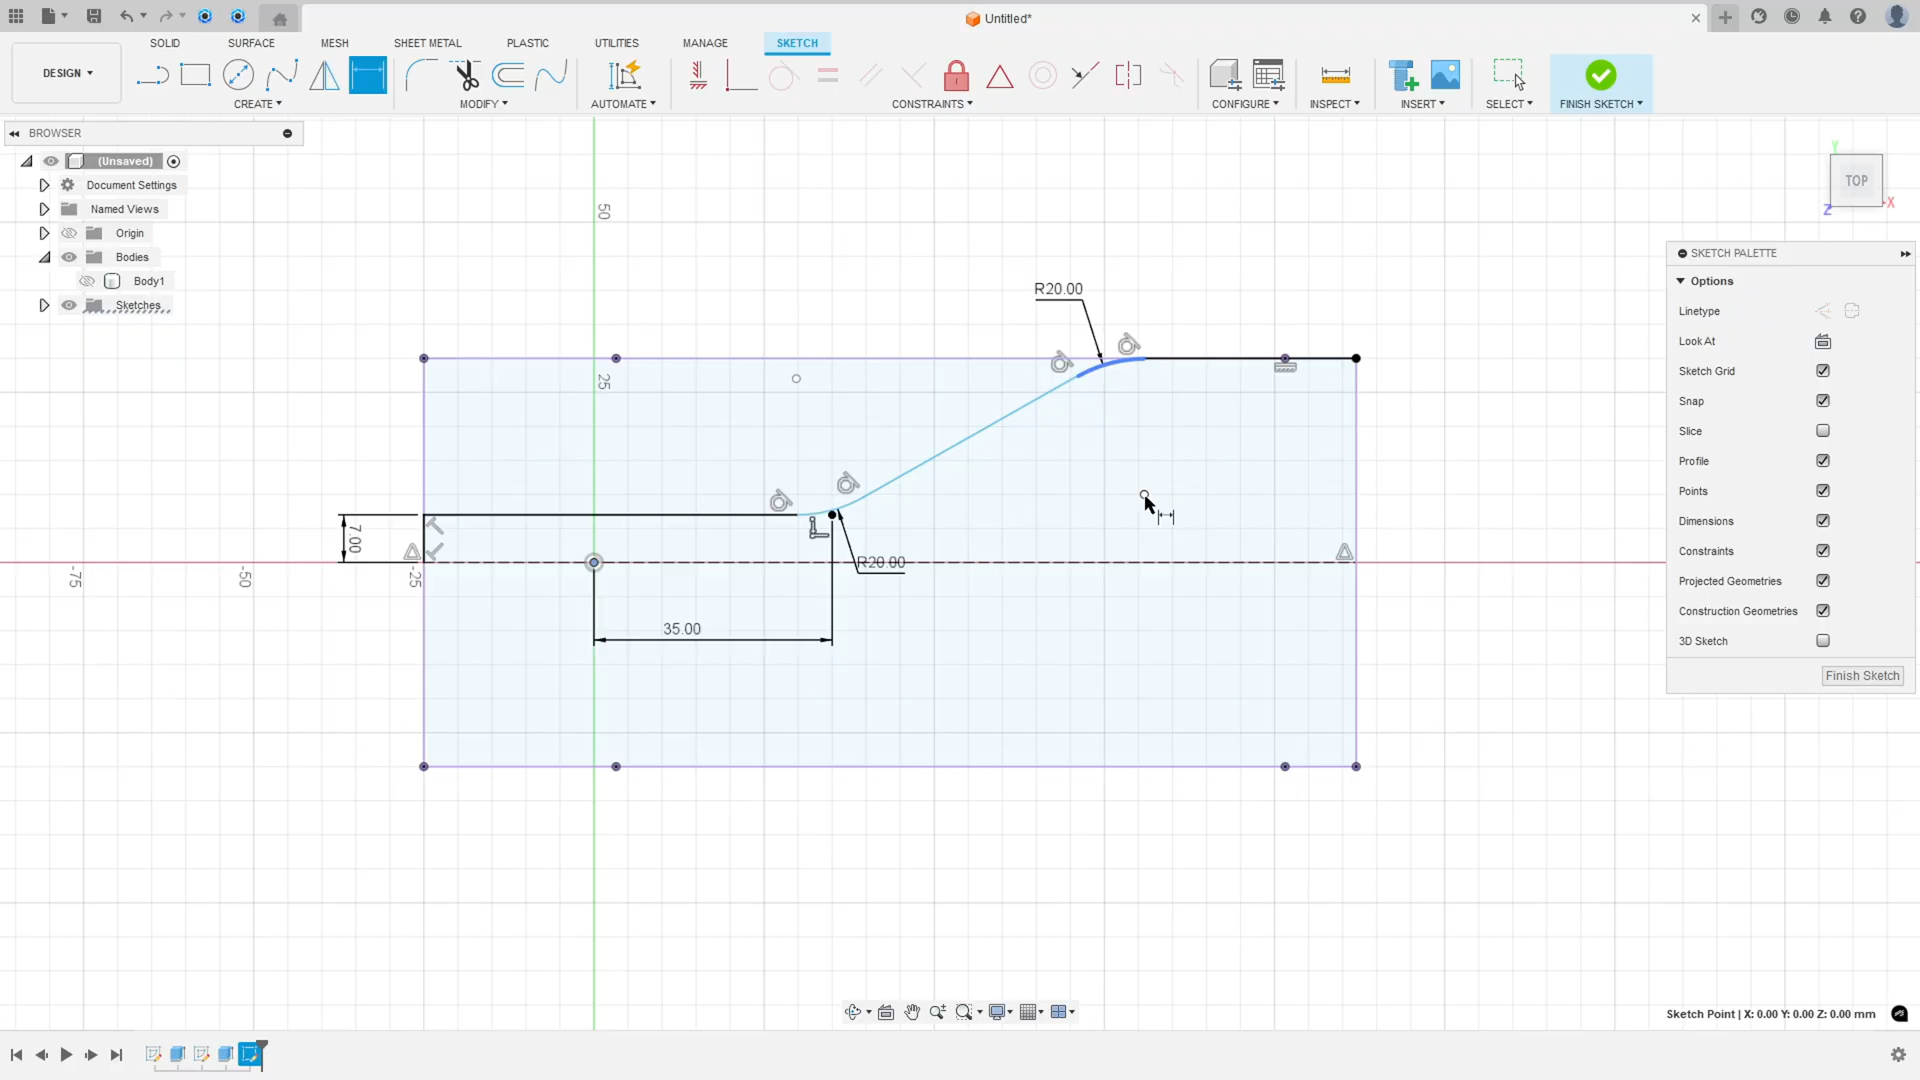 Untitled*
SOLID SURFACE MESH SHEET METAL PLASTIC UTILITIES MANAGE SKETCH
DESIGN
CREATE MODIFY AUTOMATE CONSTRAINTS CONFIGURE INSPECT INSERT SELECT FINISH SKETCH
BROWSER
(Unsaved)
Document Settings
Named Views
Origin
Bodies
Body1
Sketches
Y
TOP
Z
X
50
25
R20.00
7.00
R20.00
-75
-50
-25
35.00
SKETCH PALETTE
Options
Linetype
Look At
Sketch Grid
Snap
Slice
Profile
Points
Dimensions
Constraints
Projected Geometries
Construction Geometries
3D Sketch
Finish Sketch
Sketch Point | X: 0.00 Y: 0.00 Z: 0.00 mm